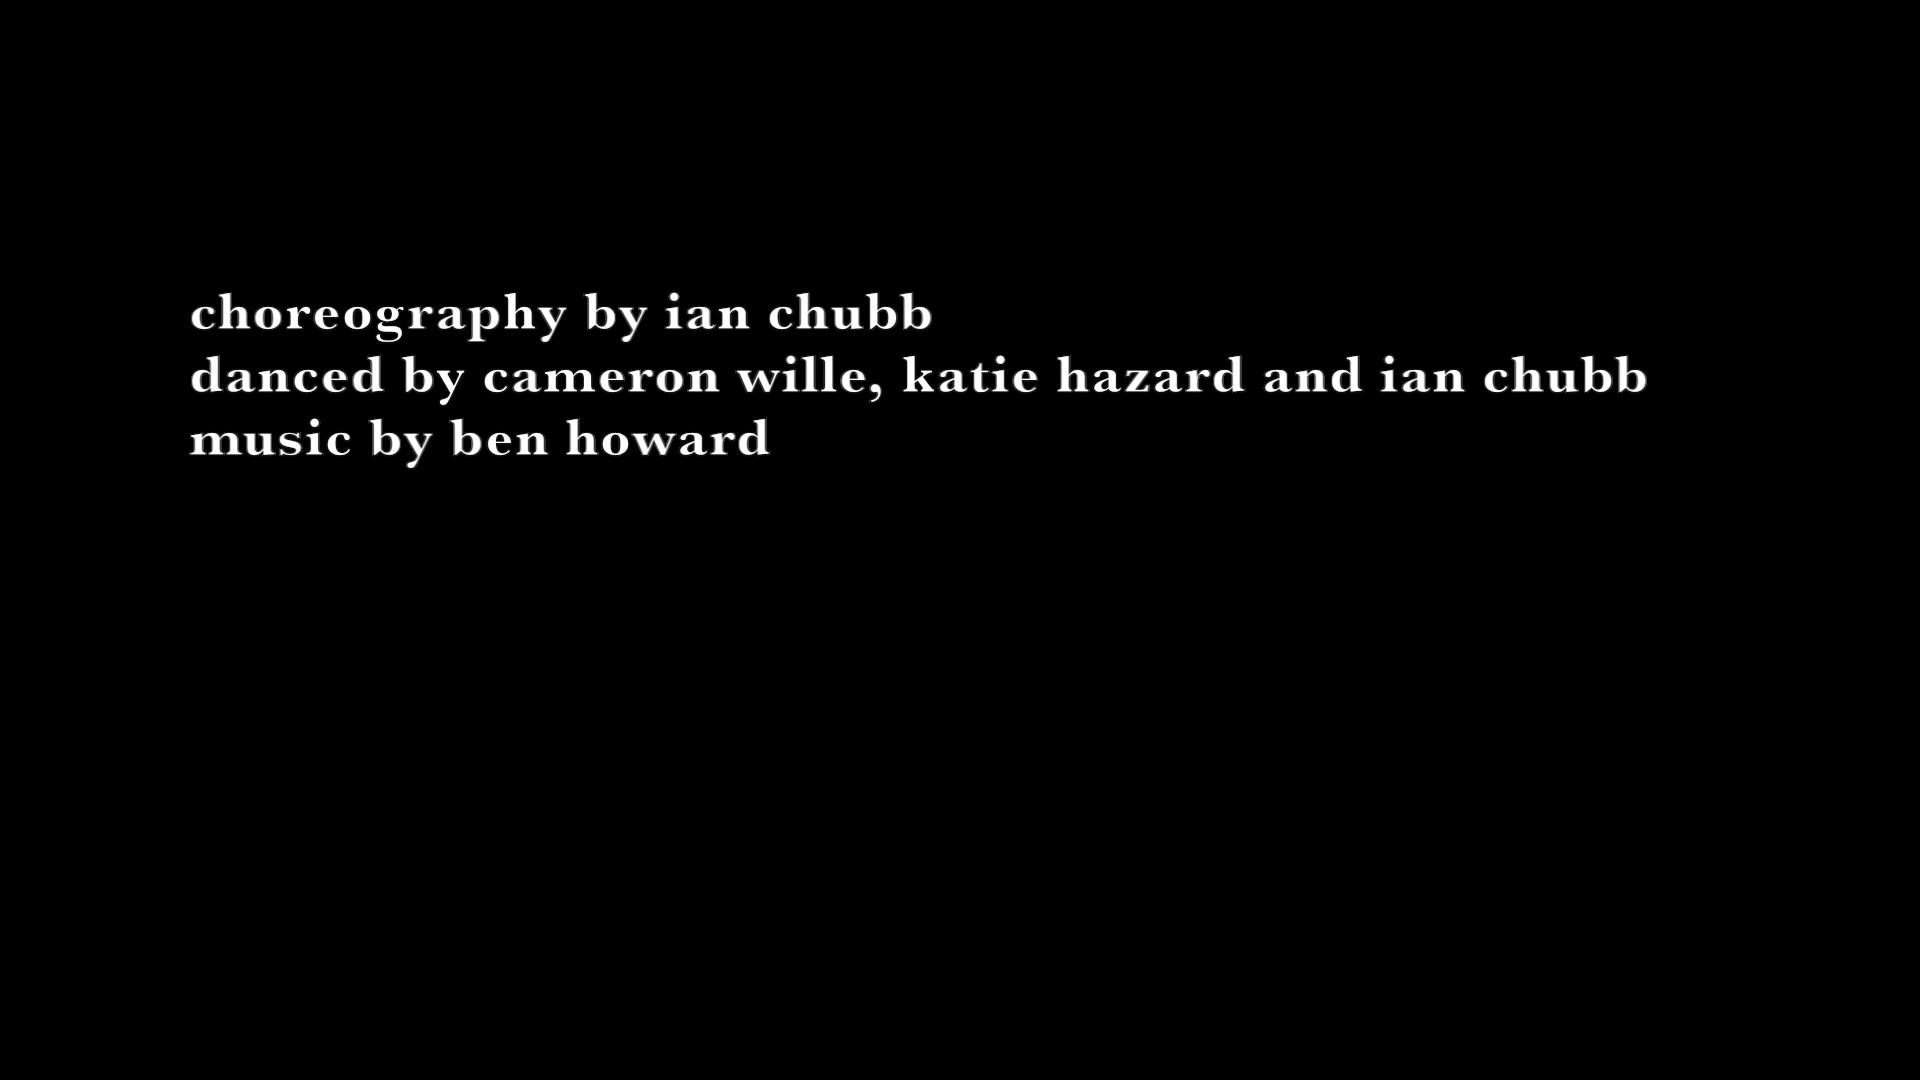 choreography by ian chubb
danced by cameron wille, katie hazard and ian chubb
music by ben howard